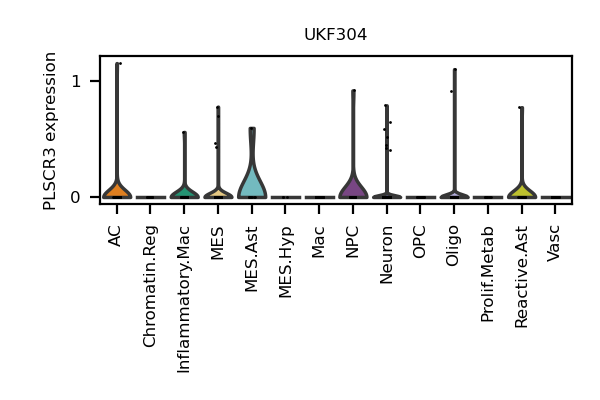 UKF304
PLSCR3 expression
1
0
AC
Chromatin.Reg
Inflammatory.Mac
MES
MES.Ast
MES.Hyp
Mac
NPC
Neuron
OPC
Oligo
Prolif.Metab
Reactive.Ast
Vasc